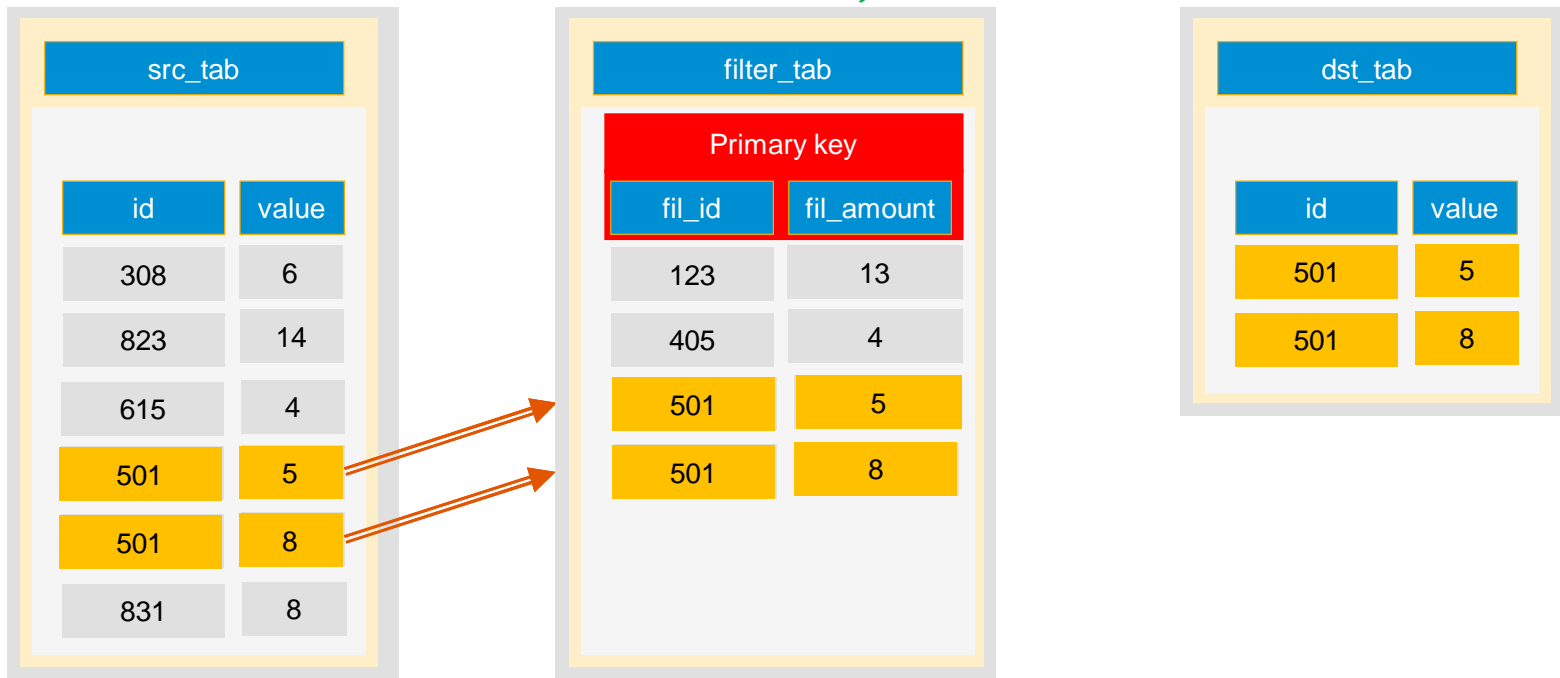 src_tab
id value
308 6
823 14
615 4
501 5
501 8
831 8
filter_tab
Primary key
fil_id fil_amount
123 13
405 4
501 5
501 8
dst_tab
id value
501 5
501 8